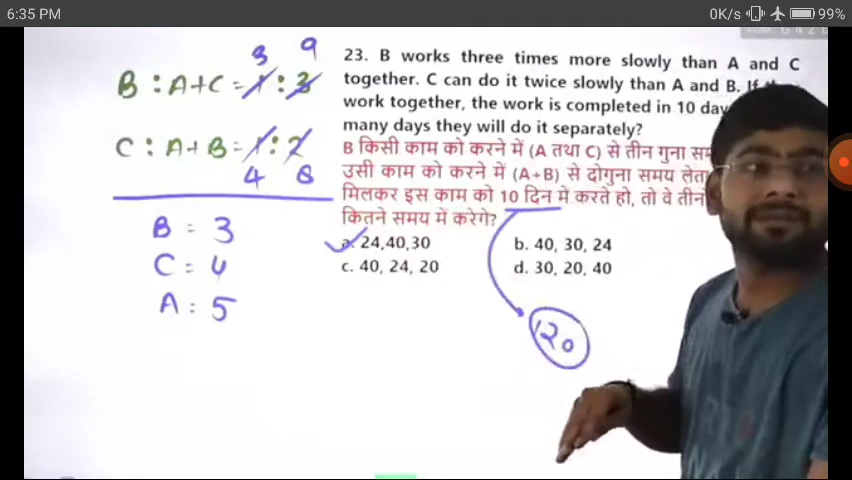 6:35 PM
0K/s
99%
3 9
B : A+C = 1 : 3
C : A+B = 1 : 2
4 8
B = 3
C = 4
A = 5
23. B works three times more slowly than A and C
together. C can do it twice slowly than A and B. If
work together, the work is completed in 10
many days they will do it separately?
B किसी काम को करने में (A तथा C) से तीन गुना
उसी काम को करने में (A+B) से दोगुना समय
मिलकर इस काम को 10 दिन में करते हो, तो वे तीन
कितने समय में करेगे?
a. 24,40,30
b. 40, 30, 24
c. 40, 24, 20
d. 30, 20, 40
120